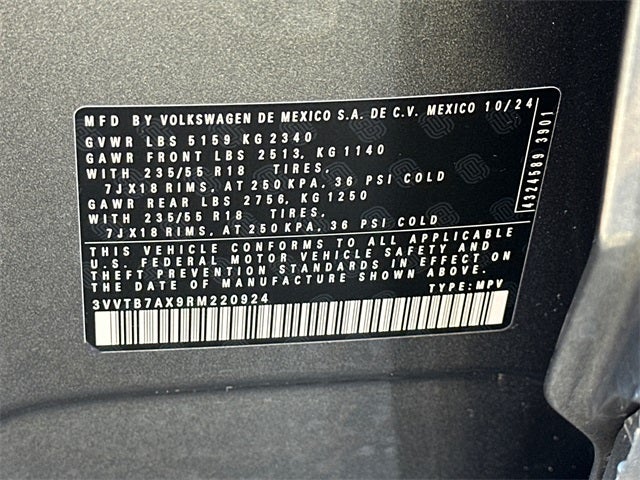 MFD BY VOLKSWAGEN DE MEXICO S.A. DE C.V. MEXICO 10/24
GVWR LBS 5159 KG 2340
GAWR FRONT LBS 2513, KG 1140
WITH 235/55 R18 TIRES,
7JX18 RIMS, AT 250 KPA, 36 PSI COLD
GAWR REAR LBS 2756, KG 1250
WITH 235/55 R18 TIRES,
7JX18 RIMS, AT 250 KPA, 36 PSI COLD
THIS VEHICLE CONFORMS TO ALL APPLICABLE
U.S. FEDERAL MOTOR VEHICLE SAFETY AND
THEFT PREVENTION STANDARDS IN EFFECT ON
THE DATE OF MANUFACTURE SHOWN ABOVE.
3VVTB7AX9RM220924 TYPE: MPV
4324589 3901